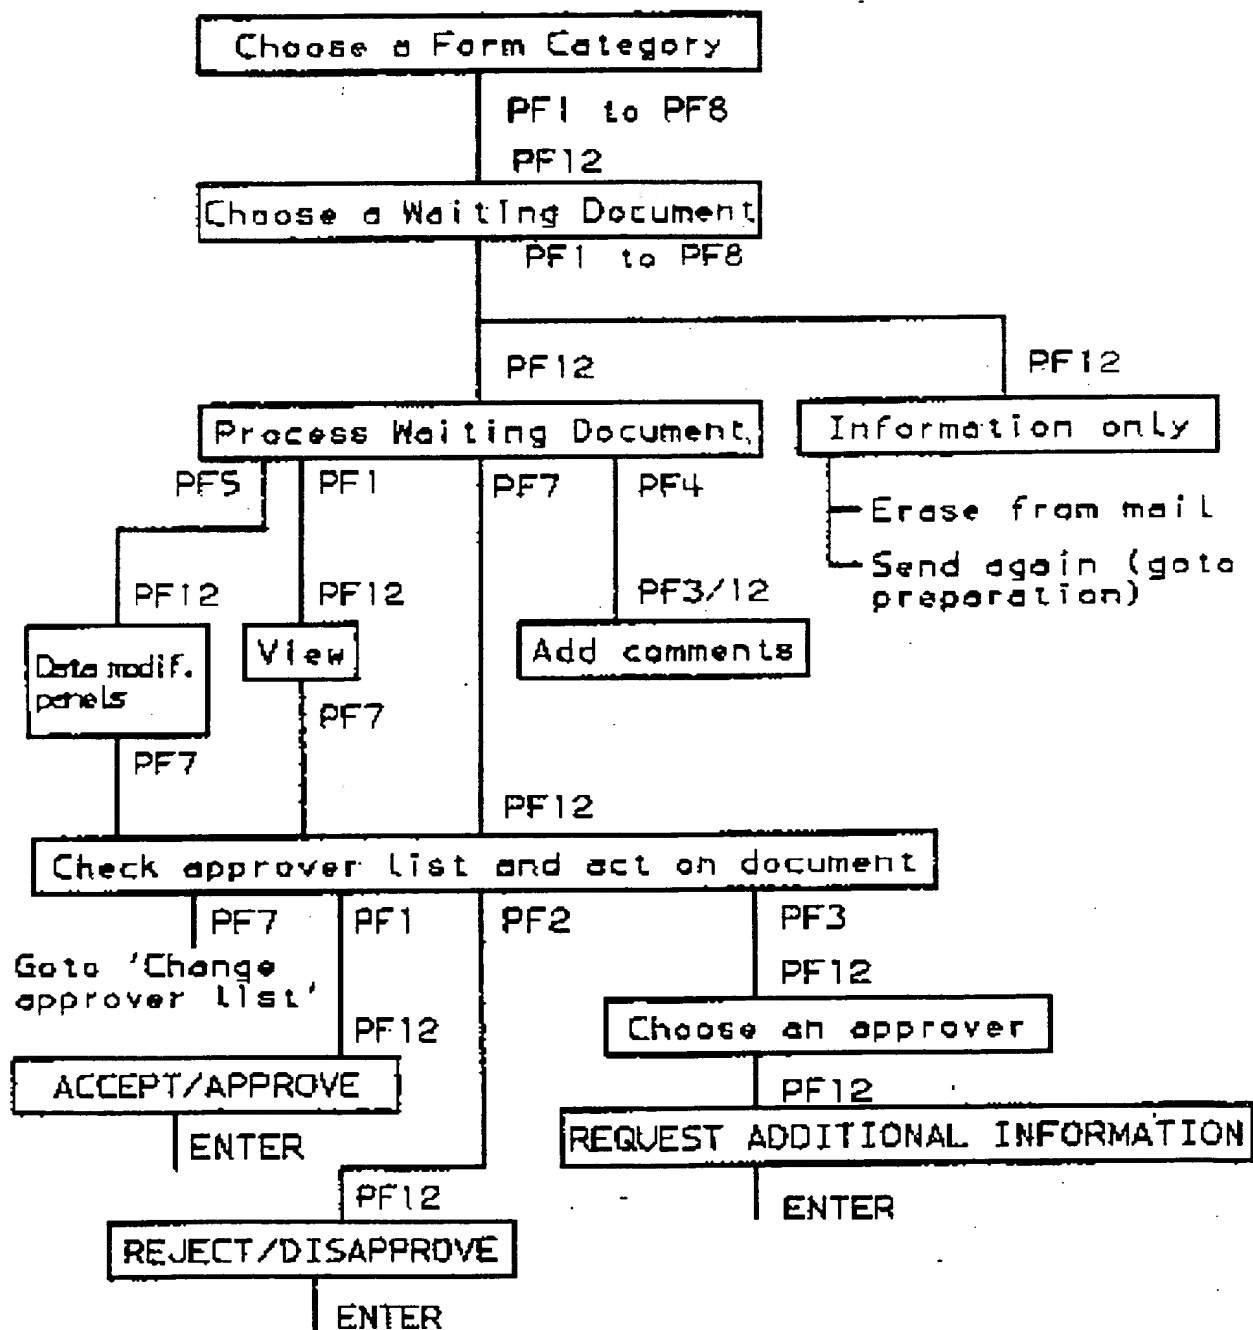 Choose a Form Category
PF1 to PF8
PF12
Choose a Waiting Document
PF1 to PF8
PF12
PF12
Process Waiting Document
Information only
PF5
PF1
PF7
PF4
Erase from mail
Send again (goto
preparation)
PF12
PF12
PF3/12
Data modif.
panels
View
Add comments
PF7
PF7
PF12
Check approver list and act on document
PF7
PF1
PF2
PF3
Goto 'Change
approver list'
PF12
PF12
Choose an approver
ACCEPT/APPROVE
PF12
ENTER
REQUEST ADDITIONAL INFORMATION
PF12
ENTER
REJECT/DISAPPROVE
ENTER